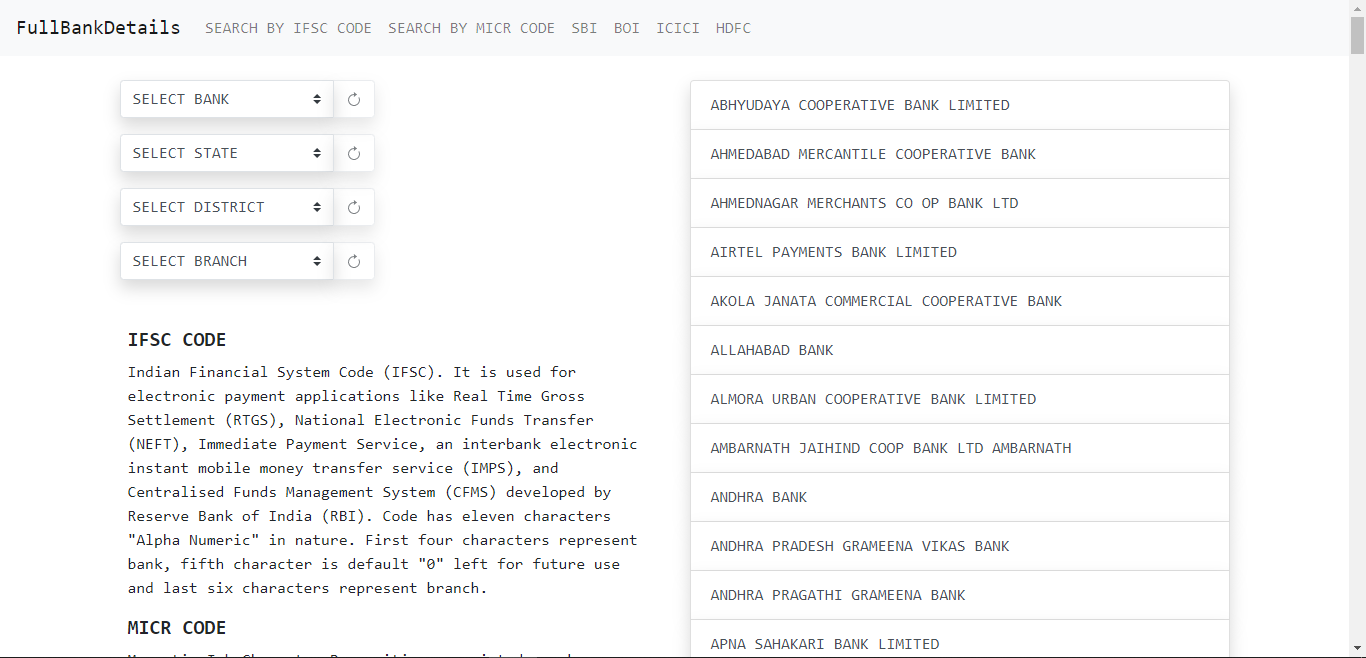 FullBankDetails SEARCH BY IFSC CODE SEARCH BY MICR CODE SBI BOI ICICI HDFC
SELECT BANK
SELECT STATE
SELECT DISTRICT
SELECT BRANCH
IFSC CODE
Indian Financial System Code (IFSC). It is used for
electronic payment applications like Real Time Gross
Settlement (RTGS), National Electronic Funds Transfer
(NEFT), Immediate Payment Service, an interbank electronic
instant mobile money transfer service (IMPS), and
Centralised Funds Management System (CFMS) developed by
Reserve Bank of India (RBI). Code has eleven characters
"Alpha Numeric" in nature. First four characters represent
bank, fifth character is default "0" left for future use
and last six characters represent branch.
MICR CODE
ABHYUDAYA COOPERATIVE BANK LIMITED
AHMEDABAD MERCANTILE COOPERATIVE BANK
AHMEDNAGAR MERCHANTS CO OP BANK LTD
AIRTEL PAYMENTS BANK LIMITED
AKOLA JANATA COMMERCIAL COOPERATIVE BANK
ALLAHABAD BANK
ALMORA URBAN COOPERATIVE BANK LIMITED
AMBARNATH JAIHIND COOP BANK LTD AMBARNATH
ANDHRA BANK
ANDHRA PRADESH GRAMEENA VIKAS BANK
ANDHRA PRAGATHI GRAMEENA BANK
APNA SAHAKARI BANK LIMITED